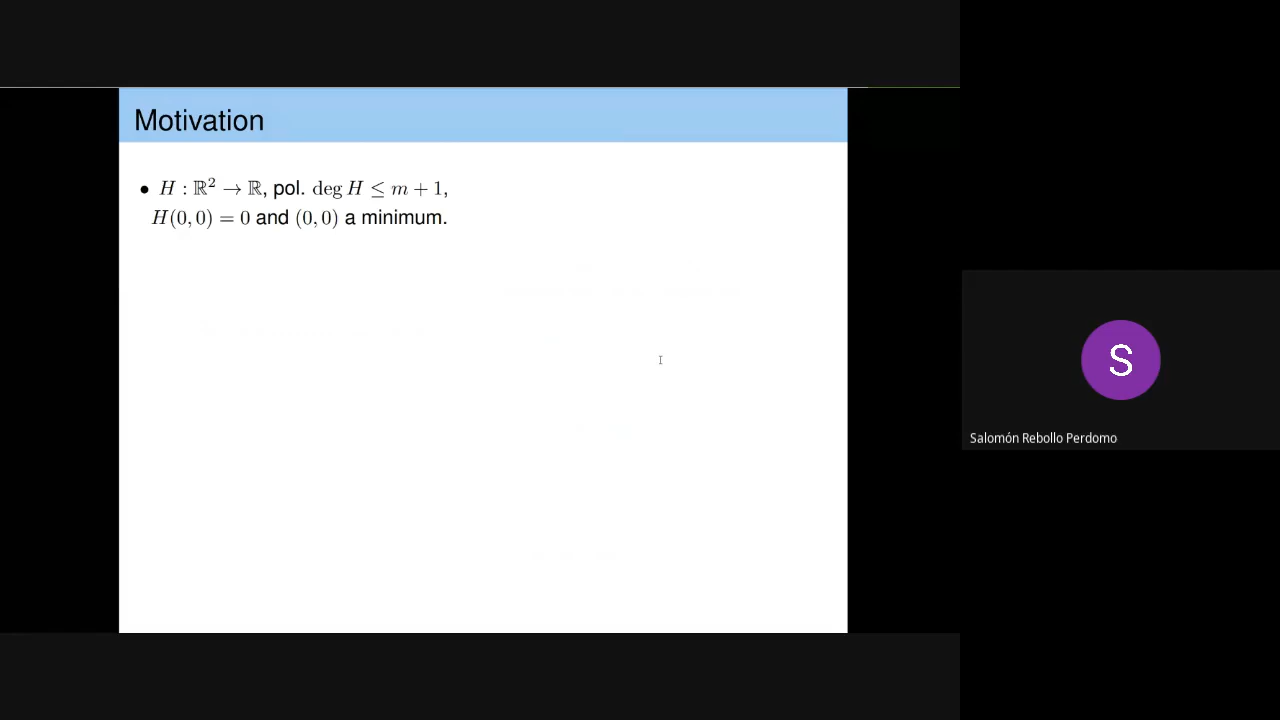 Motivation
• H : ℝ² → ℝ, pol. deg H ≤ m + 1,
H(0, 0) = 0 and (0, 0) a minimum.
S
Salomón Rebollo Perdomo